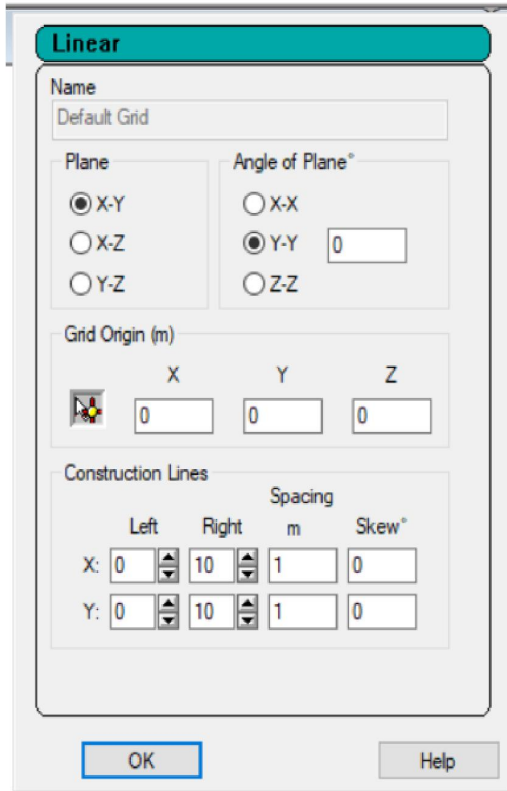 Linear
Name
Default Grid
Plane Angle of Plane°
X-Y X-X
X-Z Y-Y 0
Y-Z Z-Z
Grid Origin (m)
X Y Z
0 0 0
Construction Lines
Spacing
Left Right m Skew°
X: 0 10 1 0
Y: 0 10 1 0
OK Help